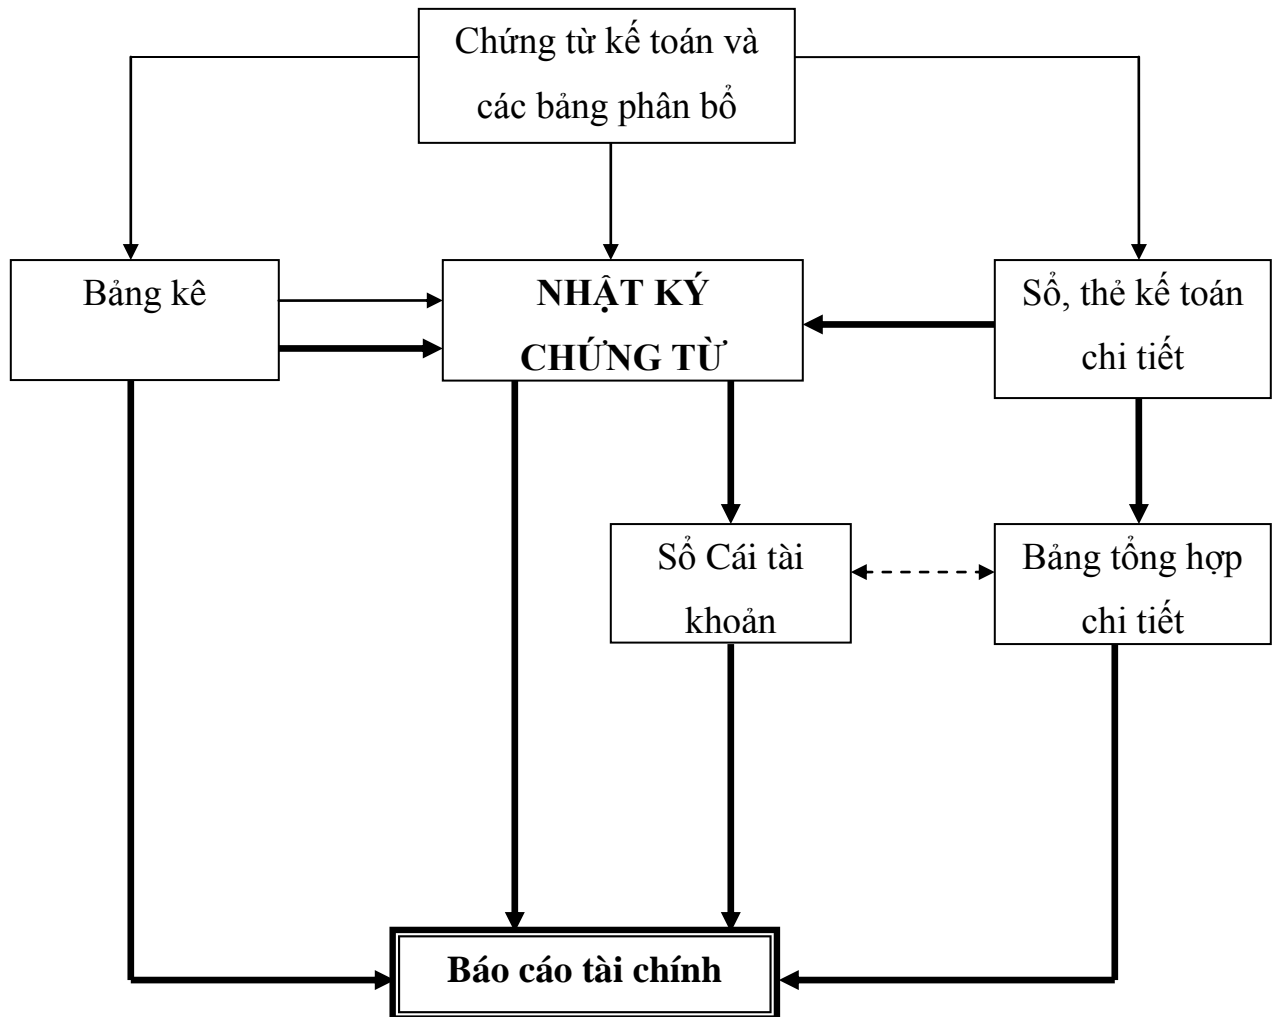 Chứng từ kế toán và
các bảng phân bổ
Bảng kê
NHẬT KÝ
CHỨNG TỪ
Sổ, thẻ kế toán
chi tiết
Sổ Cái tài
khoản
Bảng tổng hợp
chi tiết
Báo cáo tài chính